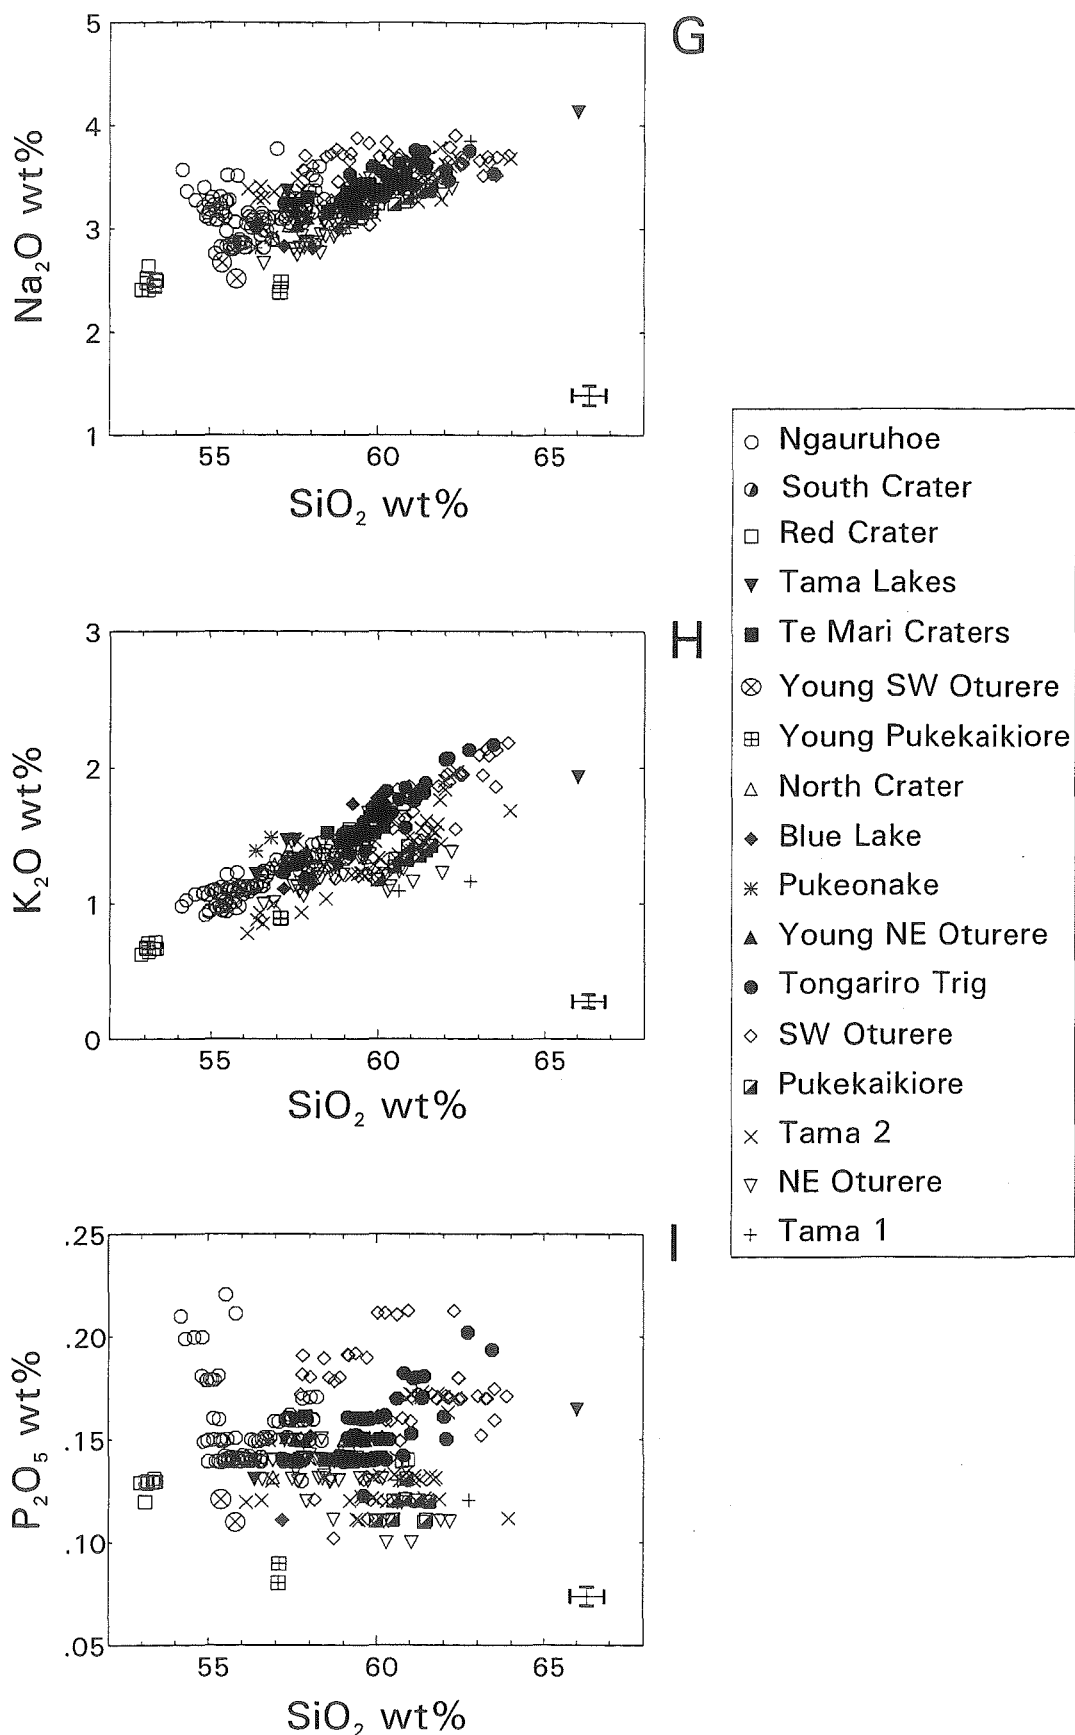 G
5
4
3
2
1
Na₂O wt%
55 60 65
SiO₂ wt%
H
3
2
1
0
K₂O wt%
55 60 65
SiO₂ wt%
I
.25
.20
.15
.10
.05
P₂O₅ wt%
55 60 65
SiO₂ wt%
Ngauruhoe
South Crater
Red Crater
Tama Lakes
Te Mari Craters
Young SW Oturere
Young Pukekaikiore
North Crater
Blue Lake
Pukeonake
Young NE Oturere
Tongariro Trig
SW Oturere
Pukekaikiore
Tama 2
NE Oturere
Tama 1